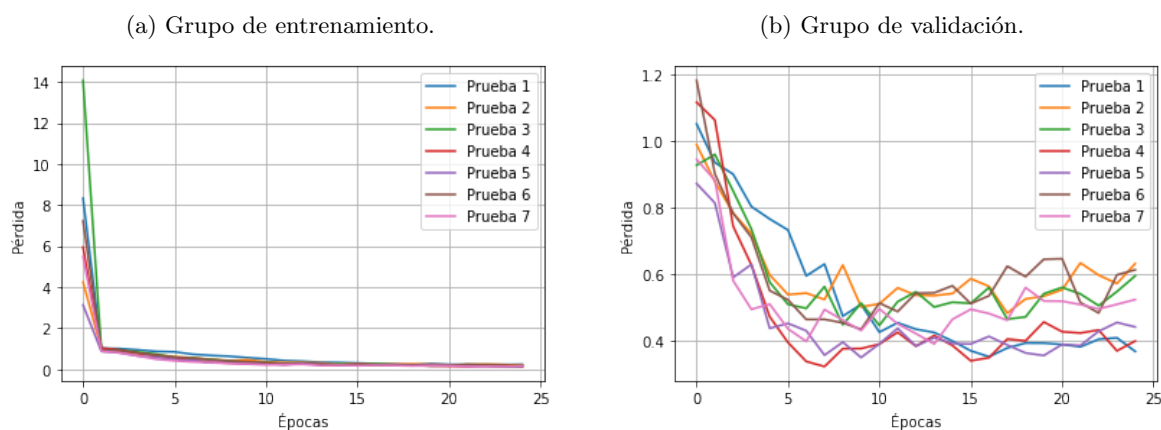 (a) Grupo de entrenamiento.
14
12
10
8
6
4
2
0
Pérdida
0 5 10 15 20 25
Épocas
Prueba 1
Prueba 2
Prueba 3
Prueba 4
Prueba 5
Prueba 6
Prueba 7
(b) Grupo de validación.
1.2
1.0
0.8
0.6
0.4
Pérdida
0 5 10 15 20 25
Épocas
Prueba 1
Prueba 2
Prueba 3
Prueba 4
Prueba 5
Prueba 6
Prueba 7